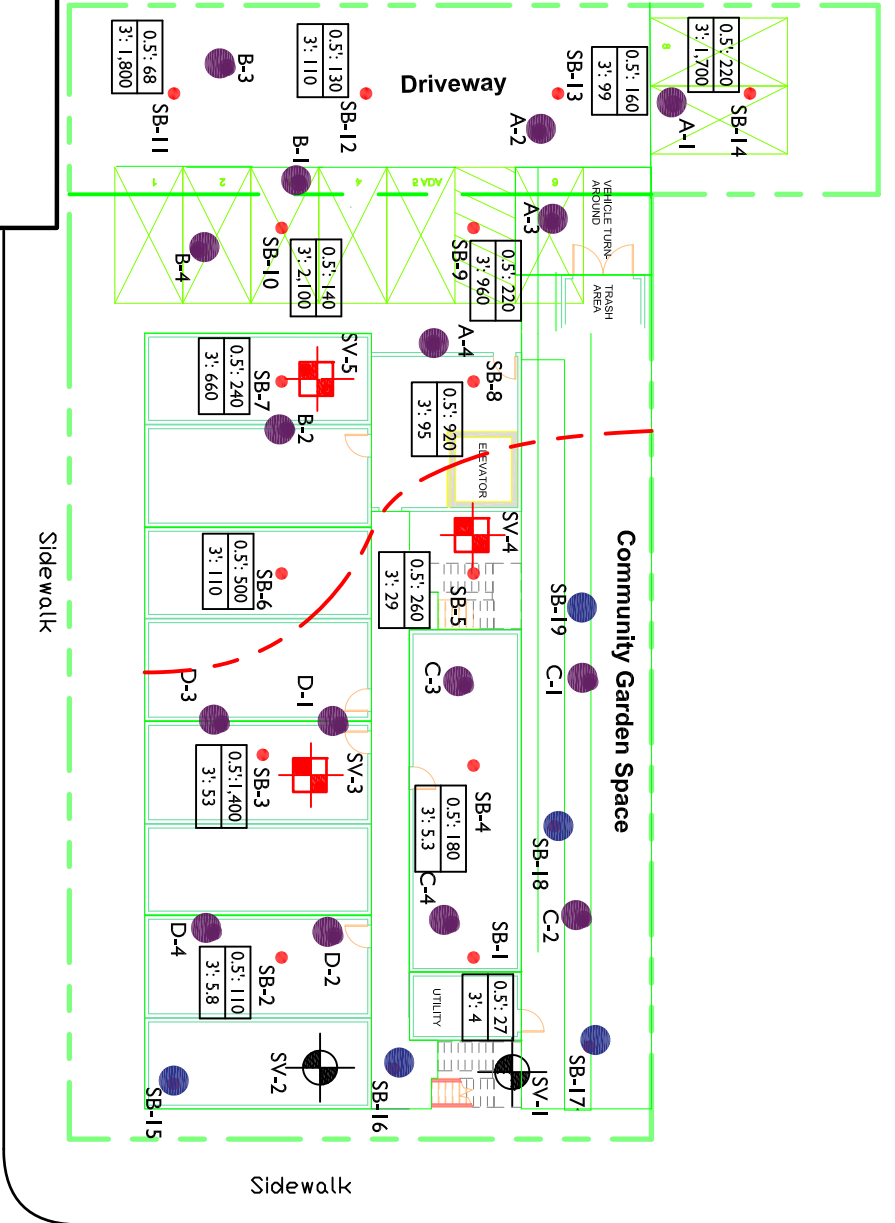 0.5': 220
3': 1,700
SB-14
A-1
8
0.5': 160
3': 99
SB-13
A-2
Driveway
0.5': 130
3': 110
SB-12
B-3
0.5': 68
3': 1,800
SB-11
B-1
1
2
4
ADA 5
6
VEHICLE TURN-
AROUND
A-3
TRASH
AREA
B-4
SB-10
0.5': 140
3': 2,100
SB-9
0.5': 220
3': 960
A-4
SV-5
SB-7
0.5': 240
3': 660
B-2
SB-8
0.5': 920
3': 95
ELEVATOR
SV-4
SB-5
0.5': 260
3': 29
SB-6
0.5': 500
3': 110
Community Garden Space
SB-19
C-1
C-3
D-3
D-1
SV-3
SB-3
0.5': 1,400
3': 53
SB-4
0.5': 180
3': 5.3
SB-18
C-2
C-4
SB-1
0.5': 27
3': 4
UTILITY
D-4
D-2
SB-2
0.5': 110
3': 5.8
SV-2
SV-1
SB-17
SB-16
SB-15
Sidewalk
Sidewalk